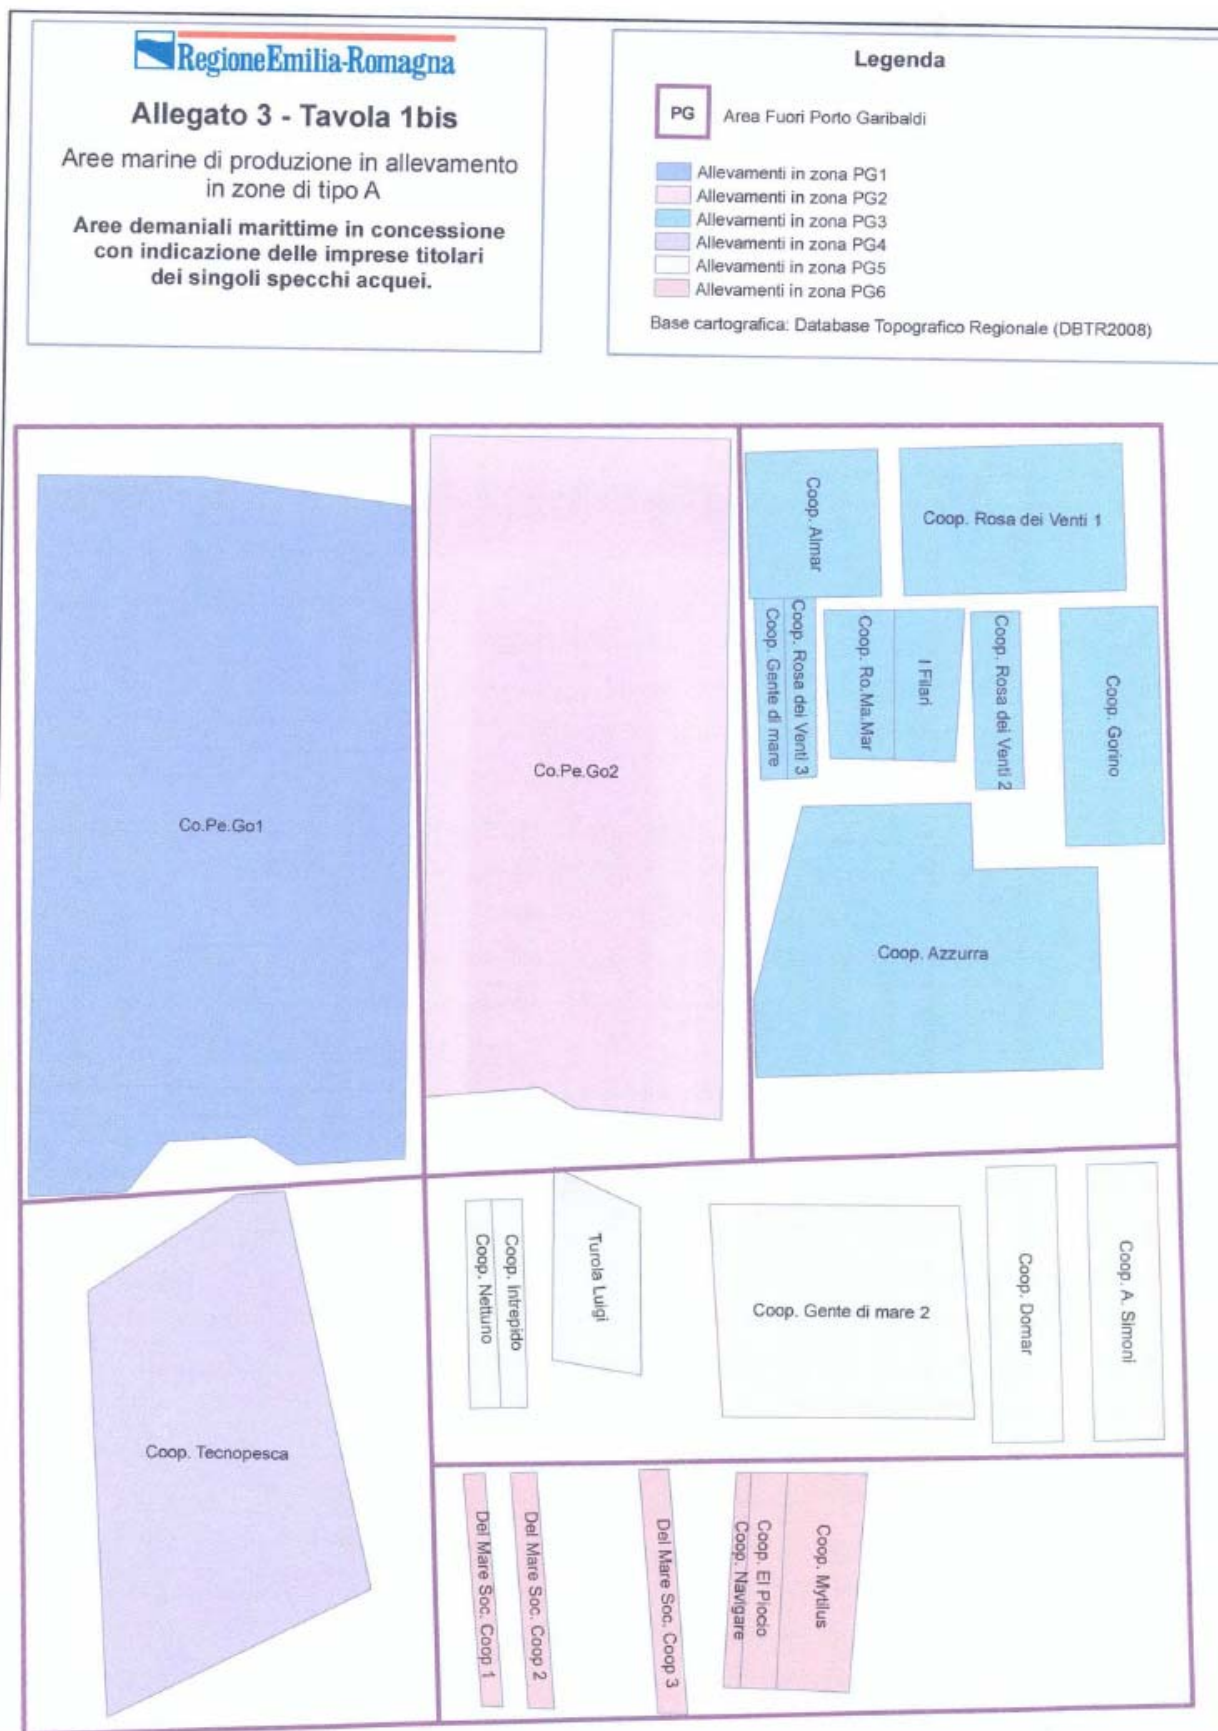 RegioneEmilia-Romagna
Allegato 3 - Tavola 1bis
Aree marine di produzione in allevamento
in zone di tipo A
Aree demaniali marittime in concessione
con indicazione delle imprese titolari
dei singoli specchi acquei.
Legenda
PG
Area Fuori Porto Garibaldi
Allevamenti in zona PG1
Allevamenti in zona PG2
Allevamenti in zona PG3
Allevamenti in zona PG4
Allevamenti in zona PG5
Allevamenti in zona PG6
Base cartografica: Database Topografico Regionale (DBTR2008)
Co.Pe.Go1
Co.Pe.Go2
Coop. Almar
Coop. Rosa dei Venti 1
Coop. Gente di mare
Coop. Rosa dei Venti 3
Coop. Ro.Ma.Mar
I Filari
Coop. Rosa dei Venti 2
Coop. Gorino
Coop. Azzurra
Coop. Tecnopesca
Coop. Nettuno
Coop. Intrepido
Turola Luigi
Coop. Gente di mare 2
Coop. Domar
Coop. A. Simoni
Del Mare Soc. Coop 1
Del Mare Soc. Coop 2
Del Mare Soc. Coop 3
Coop. Navigare
Coop. El Piocio
Coop. Mytilus